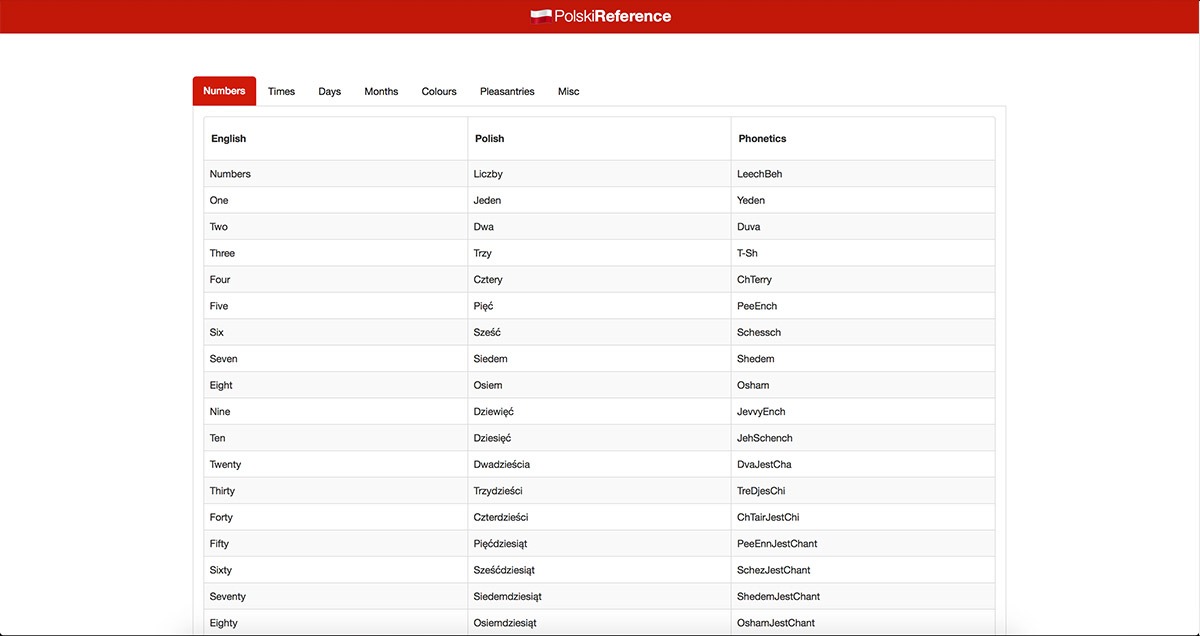 PolskiReference
Numbers Times Days Months Colours Pleasantries Misc
English Polish Phonetics
Numbers Liczby LeechBeh
One Jeden Yeden
Two Dwa Duva
Three Trzy T-Sh
Four Cztery ChTerry
Five Pięć PeeEnch
Six Sześć Schessch
Seven Siedem Shedem
Eight Osiem Osham
Nine Dziewięć JevvyEnch
Ten Dziesięć JehSchench
Twenty Dwadzieścia DvaJestCha
Thirty Trzydzieści TreDjesChi
Forty Czterdzieści ChTairJestChi
Fifty Pięćdziesiąt PeeEnnJestChant
Sixty Sześćdziesiąt SchezJestChant
Seventy Siedemdziesiąt ShedemJestChant
Eighty Osiemdziesiąt OshamJestChant